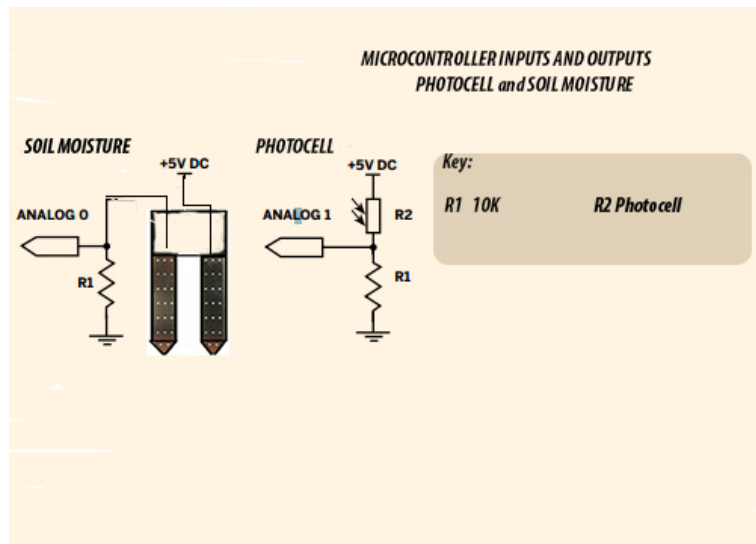 MICROCONTROLLER INPUTS AND OUTPUTS
PHOTOCELL and SOIL MOISTURE
SOIL MOISTURE
+5V DC
ANALOG 0
R1
PHOTOCELL
+5V DC
ANALOG 1
R2
R1
Key:
R1 10K R2 Photocell